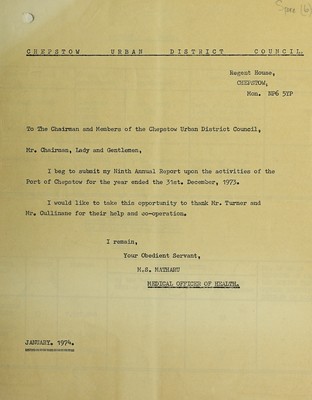 CHEPSTOW URBAN DISTRICT COUNCIL.
Regent House,
CHEPSTOW,
Mon. NP6 5YP
To The Chairman and Members of the Chepstow Urban District Council,
Mr. Chairman, Lady and Gentlemen,
I beg to submit my Ninth Annual Report upon the activities of the
Port of Chepstow for the year ended the 31st. December, 1973.
I would like to take this opportunity to thank Mr. Turner and
Mr. Cullinane for their help and co-operation.
I remain,
Your Obedient Servant,
M.S. MATHANU
MEDICAL OFFICER OF HEALTH.
JANUARY. 1974.